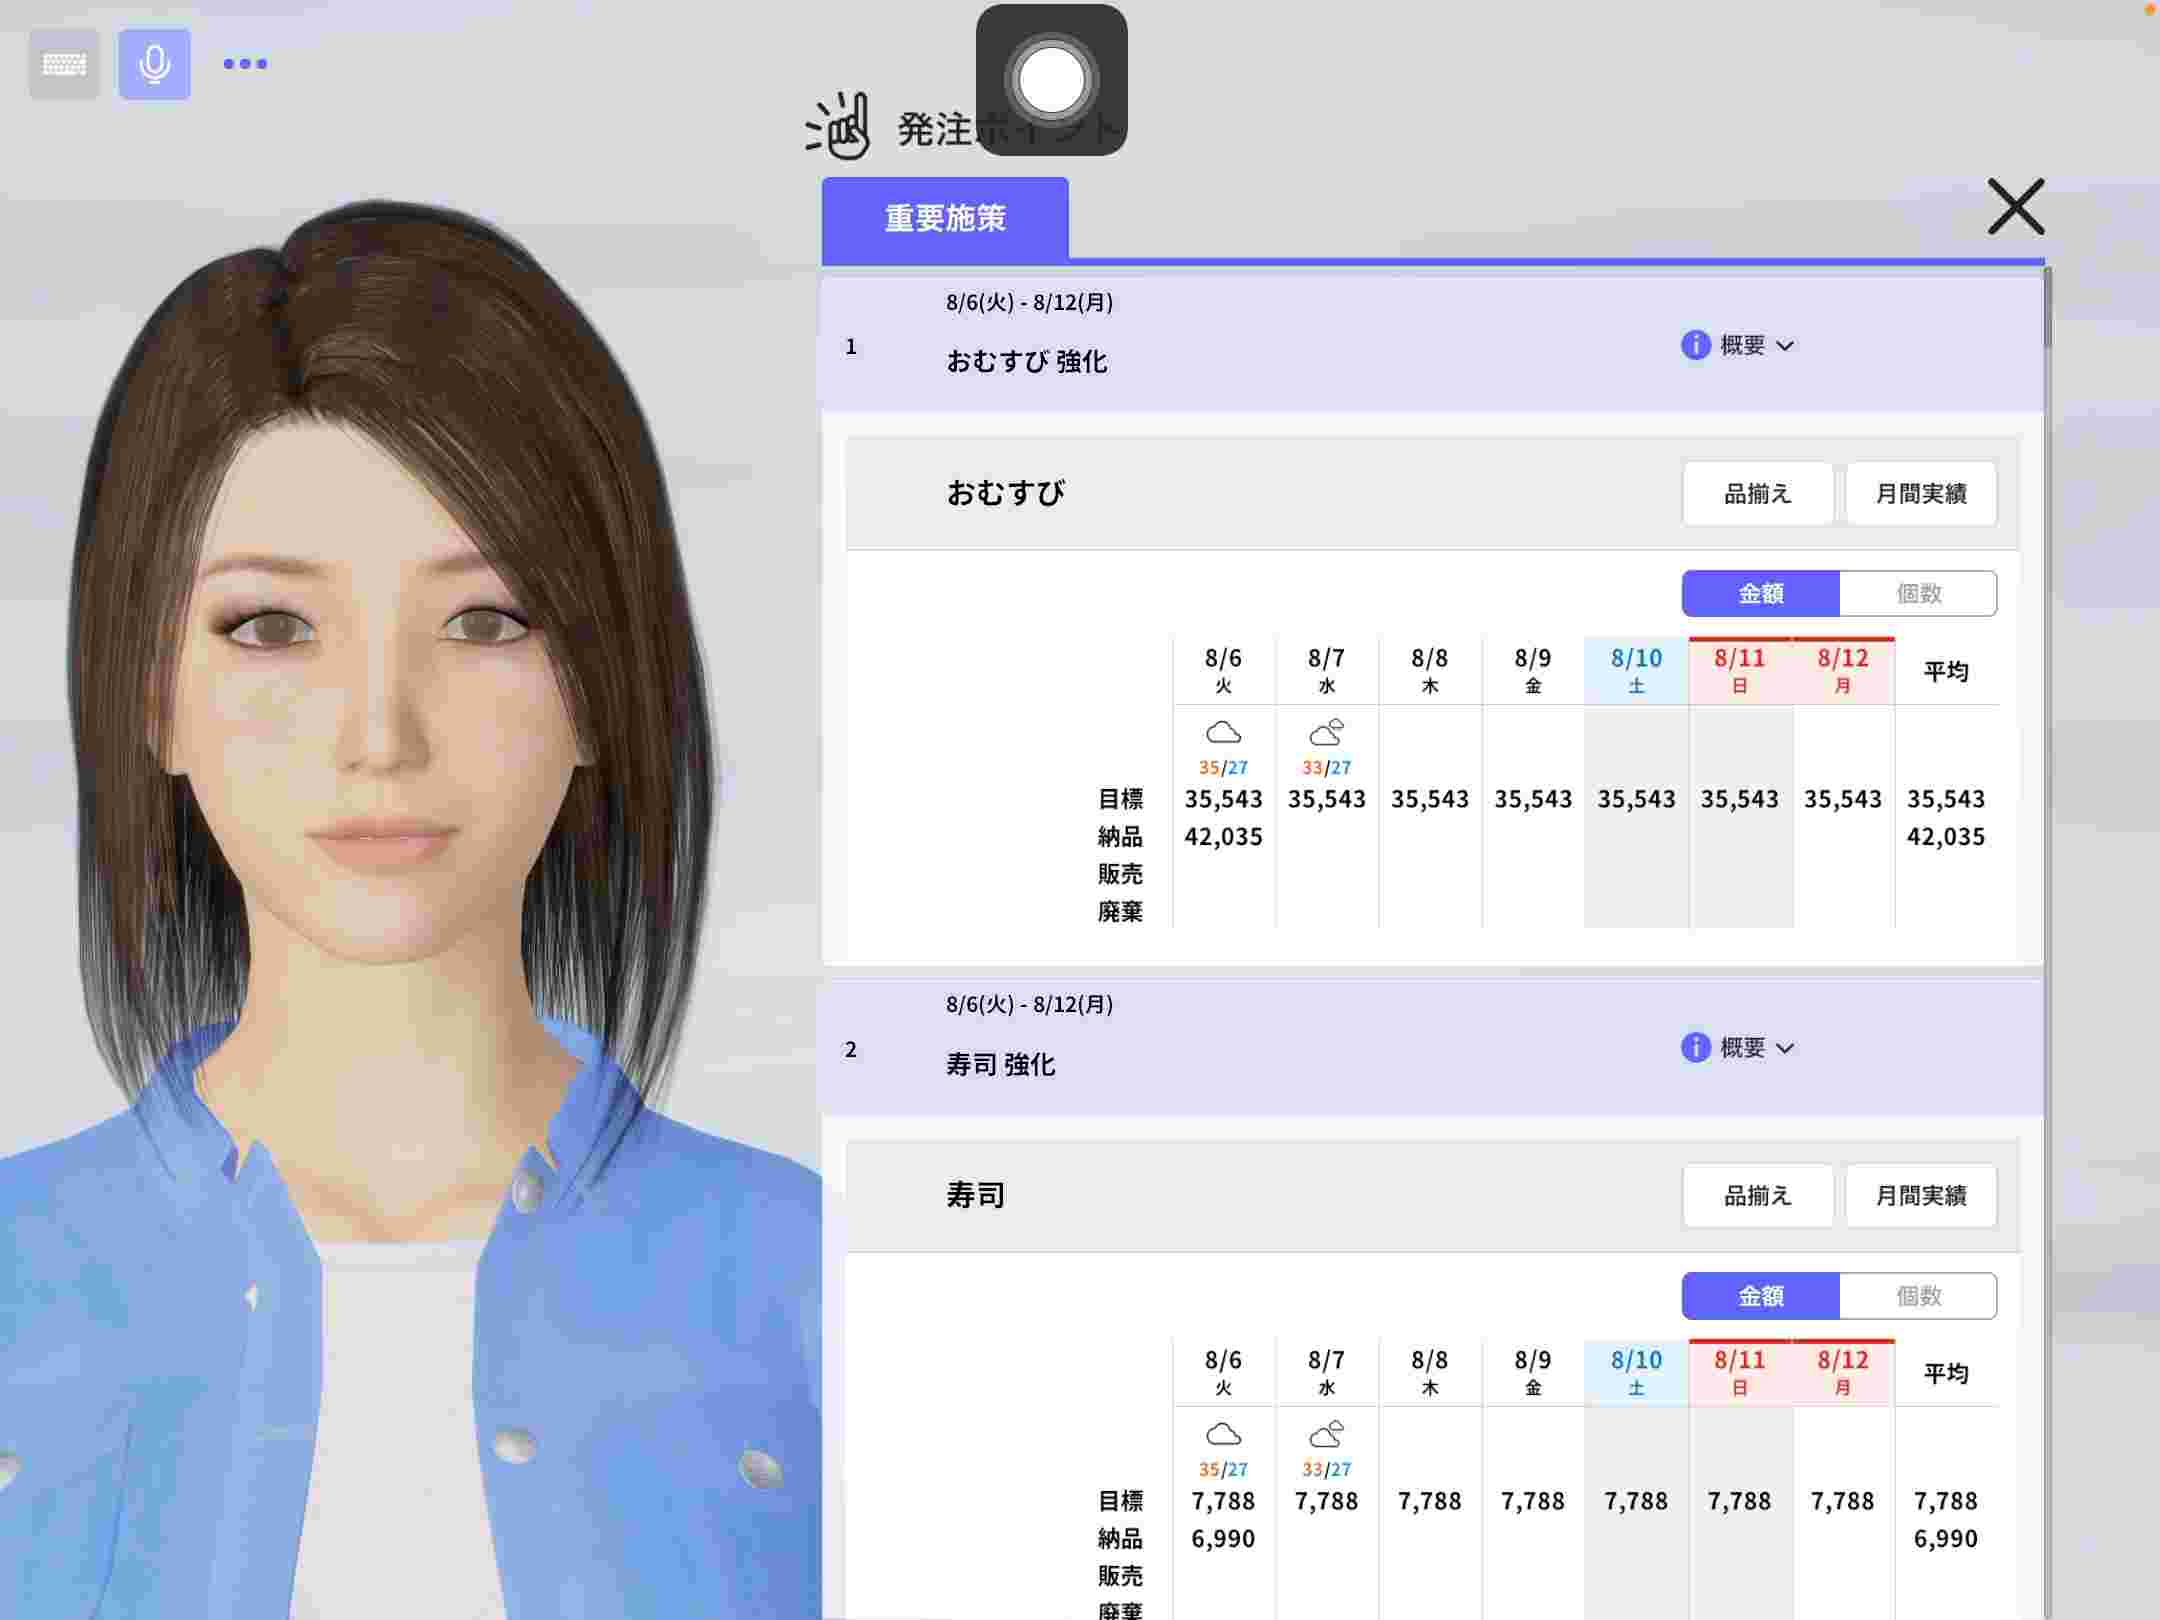 発注ポイント
重要施策
8/6(火) - 8/12(月)
1
おむすび 強化
概要
おむすび
品揃え 月間実績
金額 個数
8/6 8/7 8/8 8/9 8/10 8/11 8/12 平均
火 水 木 金 土 日 月
35/27 33/27
目標 35,543 35,543 35,543 35,543 35,543 35,543 35,543 35,543
納品 42,035 42,035
販売
廃棄
8/6(火) - 8/12(月)
2
寿司 強化
概要
寿司
品揃え 月間実績
金額 個数
8/6 8/7 8/8 8/9 8/10 8/11 8/12 平均
火 水 木 金 土 日 月
35/27 33/27
目標 7,788 7,788 7,788 7,788 7,788 7,788 7,788 7,788
納品 6,990 6,990
販売
廃棄